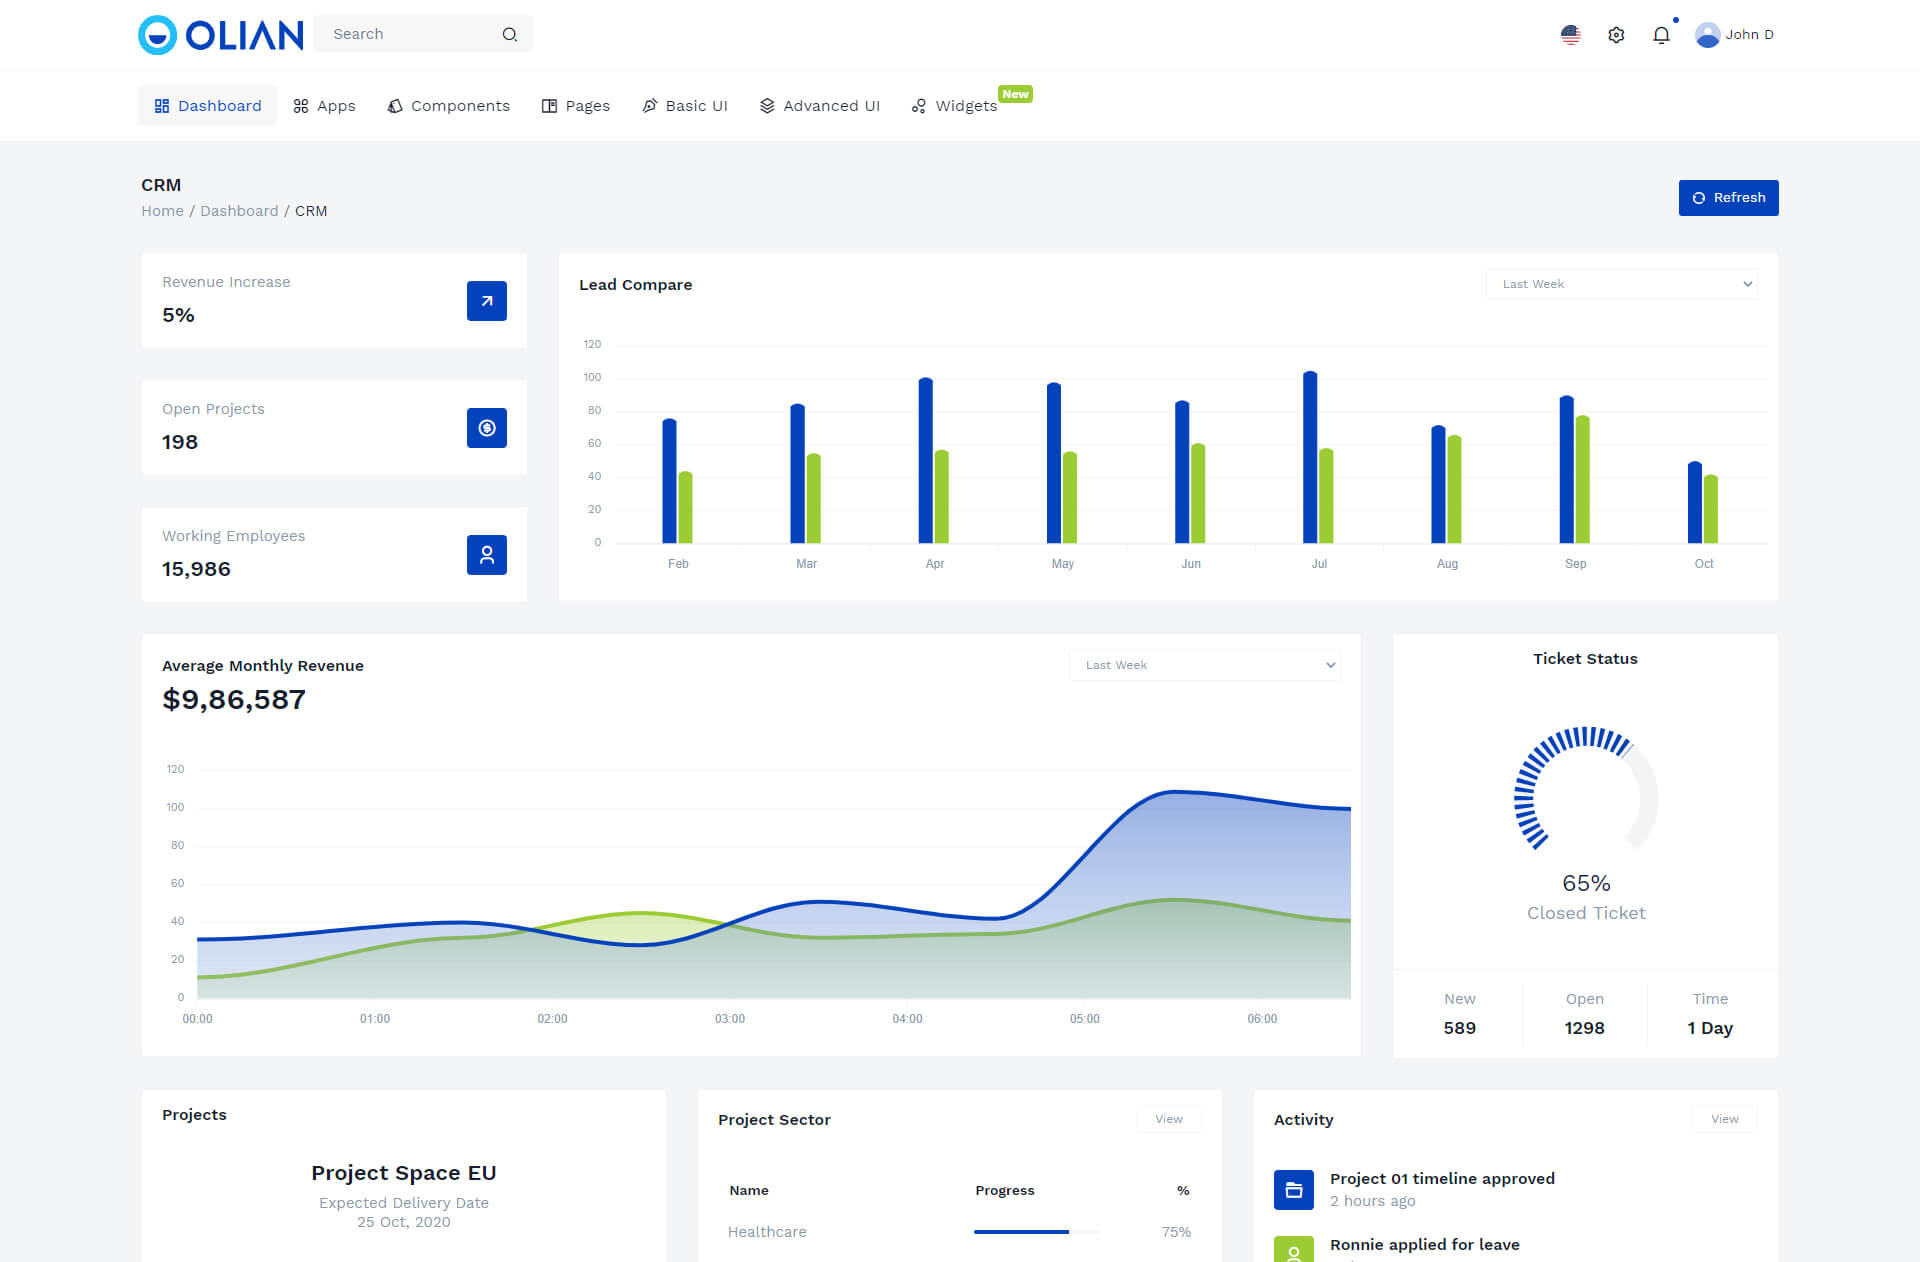 OLIAN
Search
John D
Dashboard
Apps
Components
Pages
Basic UI
Advanced UI
Widgets
New
CRM
Home / Dashboard / CRM
Refresh
Revenue Increase
5%
Open Projects
198
Working Employees
15,986
Lead Compare
Last Week
120
100
80
60
40
20
0
Feb Mar Apr May Jun Jul Aug Sep Oct
Average Monthly Revenue
$9,86,587
Last Week
120
100
80
60
40
20
0
00:00 01:00 02:00 03:00 04:00 05:00 06:00
Ticket Status
65%
Closed Ticket
New Open Time
589 1298 1 Day
Projects
Project Space EU
Expected Delivery Date
25 Oct, 2020
Project Sector
View
Name Progress %
Healthcare 75%
Activity
View
Project 01 timeline approved
2 hours ago
Ronnie applied for leave